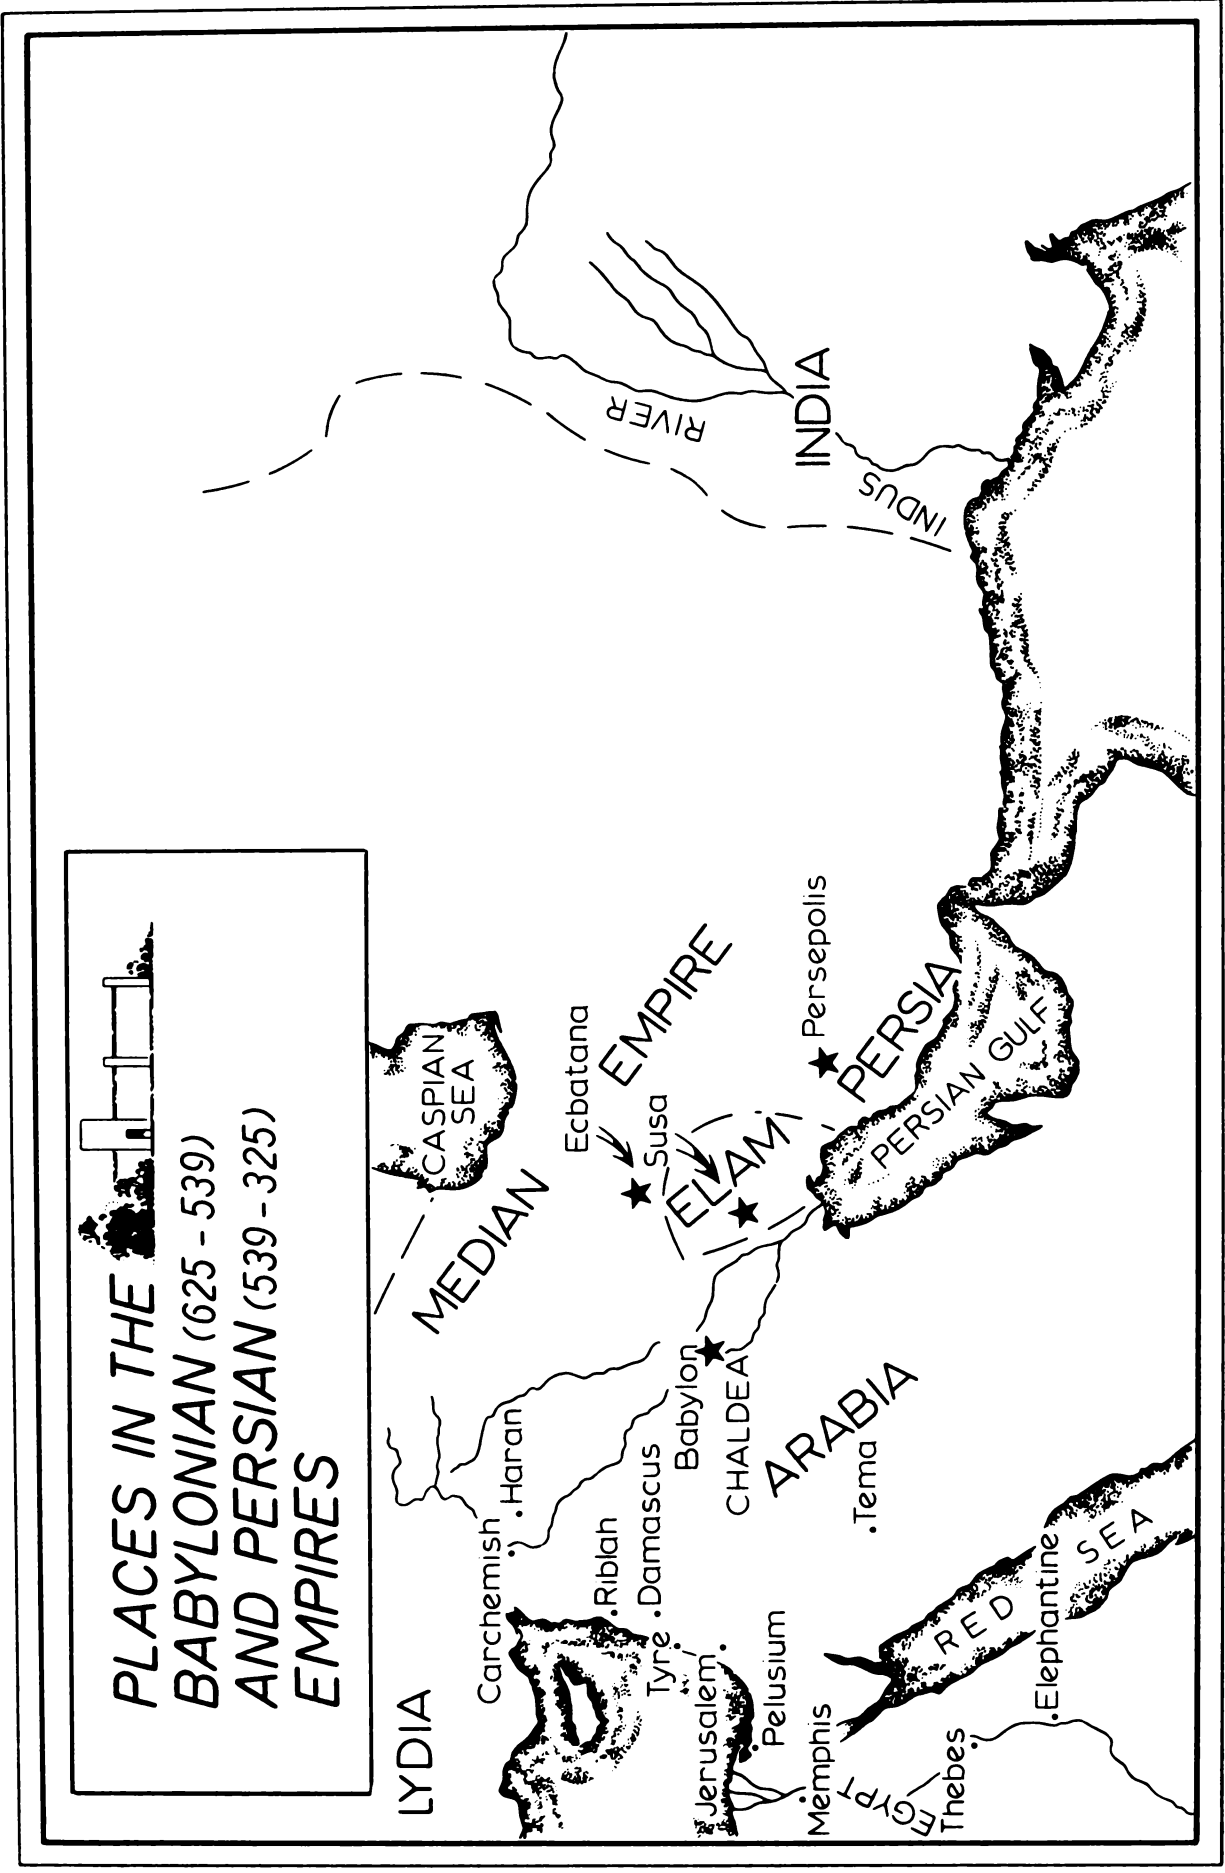 PLACES IN THE
BABYLONIAN (625 - 539)
AND PERSIAN (539-325)
EMPIRES
LYDIA
CASPIAN
SEA
MEDIAN
EMPIRE
Carchemish
Haran
Ecbatana
Susa
ELAM
Riblah
Damascus
Tyre
Babylon
CHALDEA
Jerusalem
Pelusium
Memphis
EGYPT
Thebes
Elephantine
RED
SEA
Tema
ARABIA
Persepolis
PERSIA
PERSIAN GULF
INDUS
RIVER
INDIA